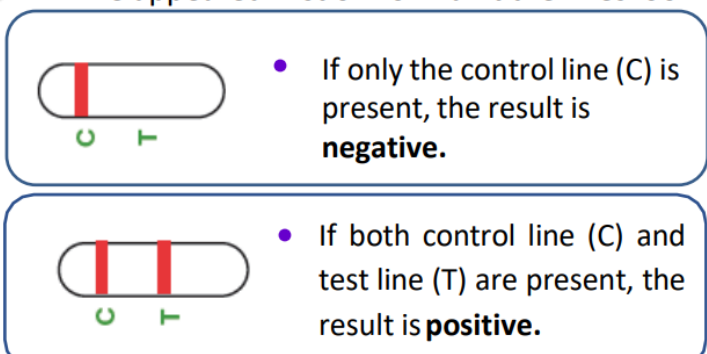 C T
• If only the control line (C) is
present, the result is
negative.
C T
• If both control line (C) and
test line (T) are present, the
result is positive.